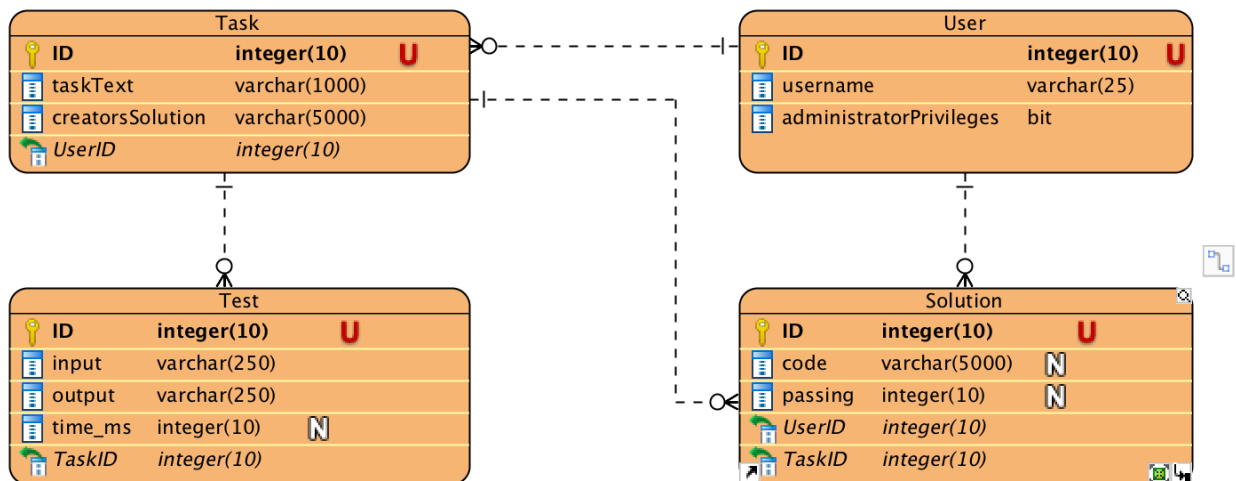 Task
ID integer(10) U
taskText varchar(1000)
creatorsSolution varchar(5000)
UserID integer(10)
User
ID integer(10) U
username varchar(25)
administratorPrivileges bit
Test
ID integer(10) U
input varchar(250)
output varchar(250)
time_ms integer(10) N
TaskID integer(10)
Solution
ID integer(10) U
code varchar(5000) N
passing integer(10) N
UserID integer(10)
TaskID integer(10)